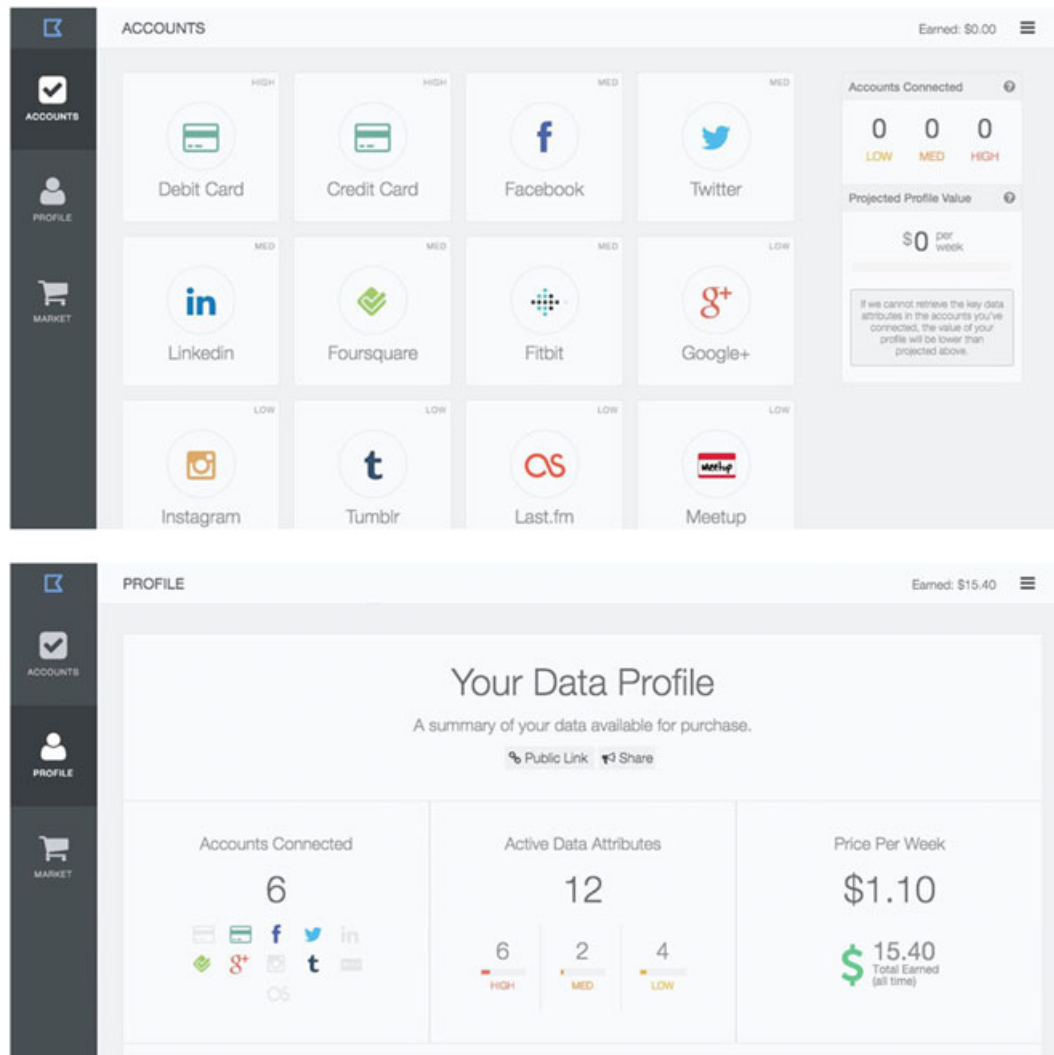 ACCOUNTS
Earned: $0.00
ACCOUNTS
PROFILE
MARKET
HIGH
Debit Card
HIGH
Credit Card
MED
f
Facebook
MED
Twitter
MED
in
Linkedin
MED
Foursquare
MED
Fitbit
LOW
g+
Google+
LOW
Instagram
LOW
t
Tumblr
LOW
Last.fm
LOW
Meetup
Meetup
Accounts Connected
0 0 0
LOW MED HIGH
Projected Profile Value
$0 per week
If we cannot retrieve the key data
attributes in the accounts you've
connected, the value of your
profile will be lower than
projected above.
PROFILE
Earned: $15.40
ACCOUNTS
PROFILE
MARKET
Your Data Profile
A summary of your data available for purchase.
Public Link Share
Accounts Connected
6
f in
g+ t
Active Data Attributes
12
6 2 4
HIGH MED LOW
Price Per Week
$1.10
$ 15.40
Total Earned
(all time)